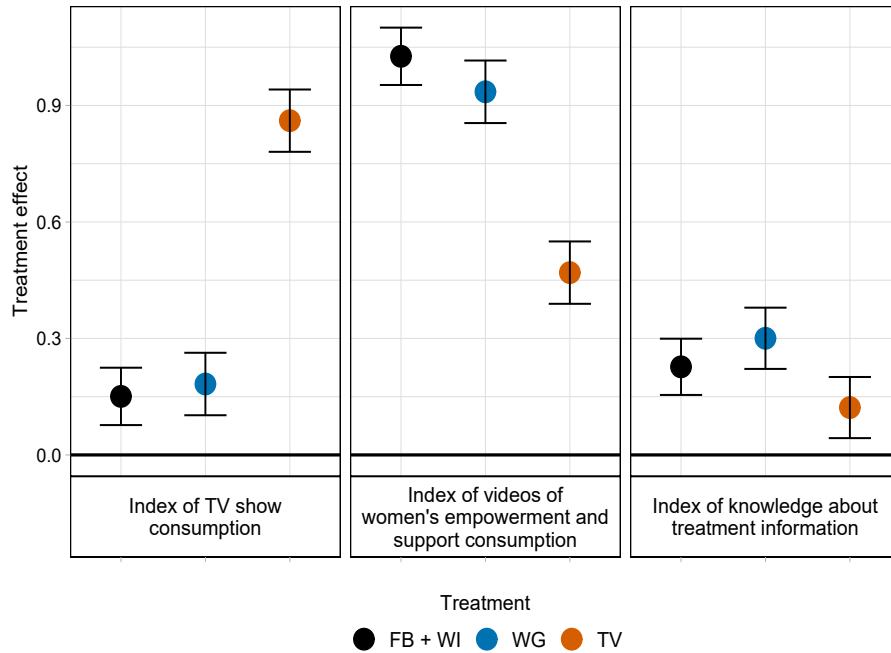 Treatment effect
0.9
0.6
0.3
0.0
Index of TV show
consumption
Index of videos of
women's empowerment and
support consumption
Index of knowledge about
treatment information
Treatment
FB + WI
WG
TV